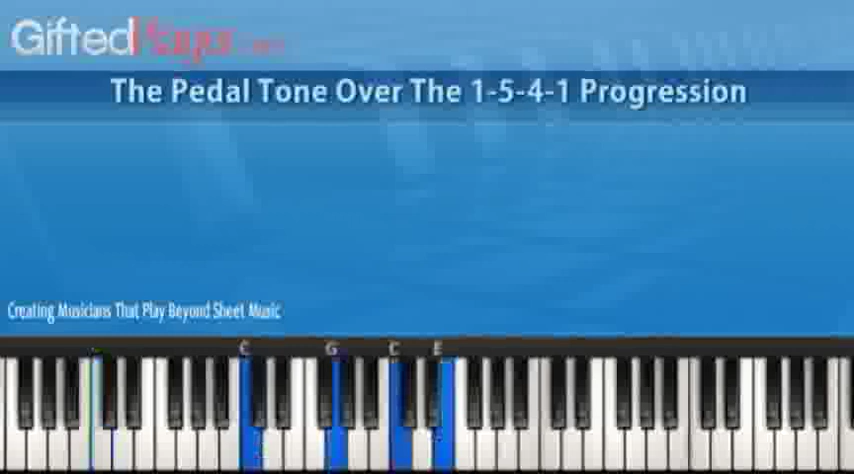 Gifted
The Pedal Tone Over The 1-5-4-1 Progression
Creating Musicians That Play Beyond Sheet Music
C G C E